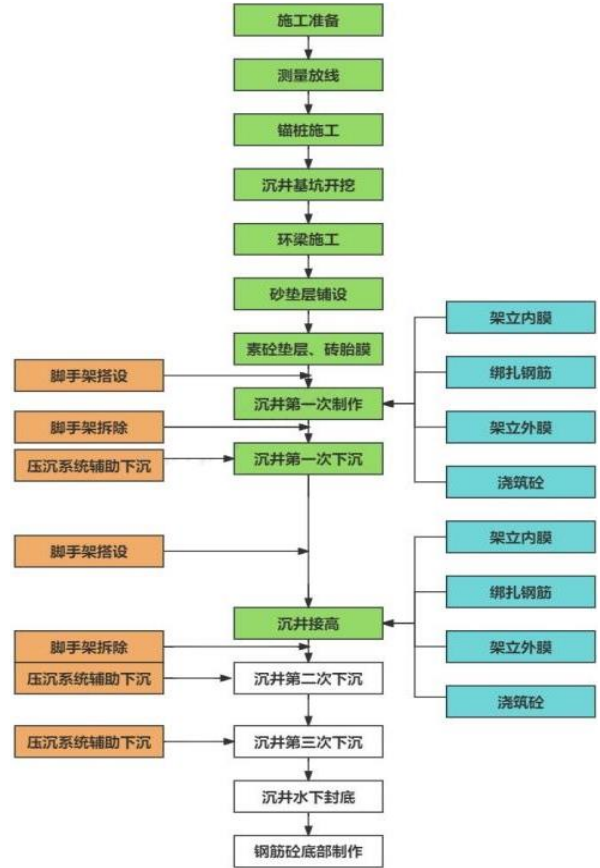 施工准备
测量放线
锚桩施工
沉井基坑开挖
环梁施工
砂垫层铺设
素砼垫层、砖胎膜
脚手架搭设
沉井第一次制作
架立内膜
绑扎钢筋
架立外膜
浇筑砼
脚手架拆除
压沉系统辅助下沉
沉井第一次下沉
脚手架搭设
沉井接高
架立内膜
绑扎钢筋
架立外膜
浇筑砼
脚手架拆除
压沉系统辅助下沉
沉井第二次下沉
压沉系统辅助下沉
沉井第三次下沉
沉井水下封底
钢筋砼底部制作